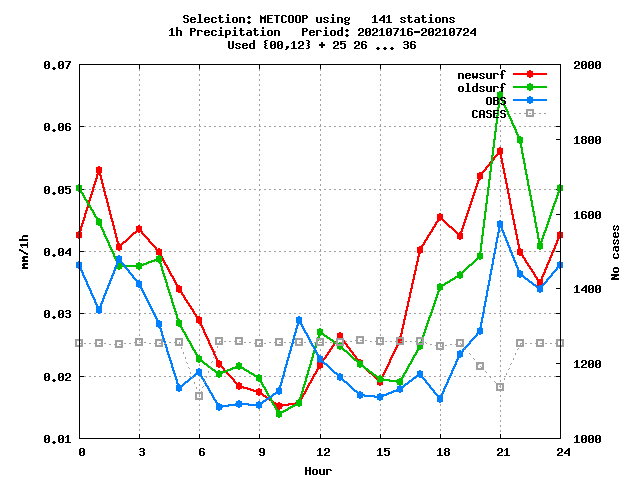 Selection: METCOOP using   141 stations
1h Precipitation   Period: 20210716-20210724
Used {00,12} + 25 26 ... 36
0.07
0.06
0.05
0.04
0.03
0.02
0.01
mm/1h
2000
1800
1600
1400
1200
1000
No cases
newsurf
oldsurf
OBS
CASES
0 3 6 9 12 15 18 21 24
Hour